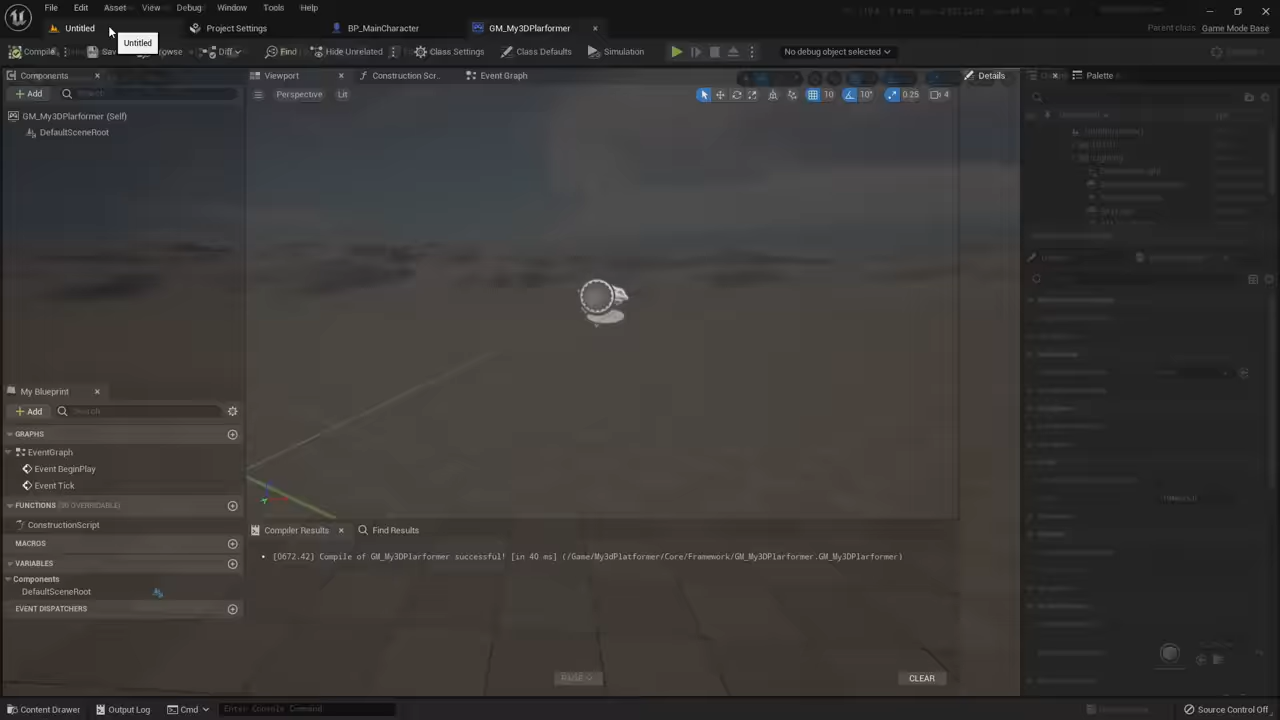 File Edit Asset View Debug Window Tools Help
Untitled Project Settings BP_MainCharacter GM_My3DPlarformer Parent class: Game Mode Base
Untitled
Diff Find Hide Unrelated Class Settings Class Defaults Simulation No debug object selected
Components Viewport Construction Scr.. Event Graph Details Palette
Add Search Perspective Lit 10 10° 0.25 4
GM_My3DPlarformer (Self)
DefaultSceneRoot
My Blueprint
Add Search
GRAPHS
EventGraph
Event BeginPlay
Event Tick
FUNCTIONS (30 OVERRIDABLE)
ConstructionScript
MACROS
VARIABLES
Components
DefaultSceneRoot
EVENT DISPATCHERS
Compiler Results Find Results
[0672.42] Compile of GM_My3DPlarformer successful! [in 40 ms] (/Game/My3dPlatformer/Core/Framework/GM_My3DPlarformer.GM_My3DPlarformer)
CLEAR
Content Drawer Output Log Cmd Enter Console Command Source Control Off